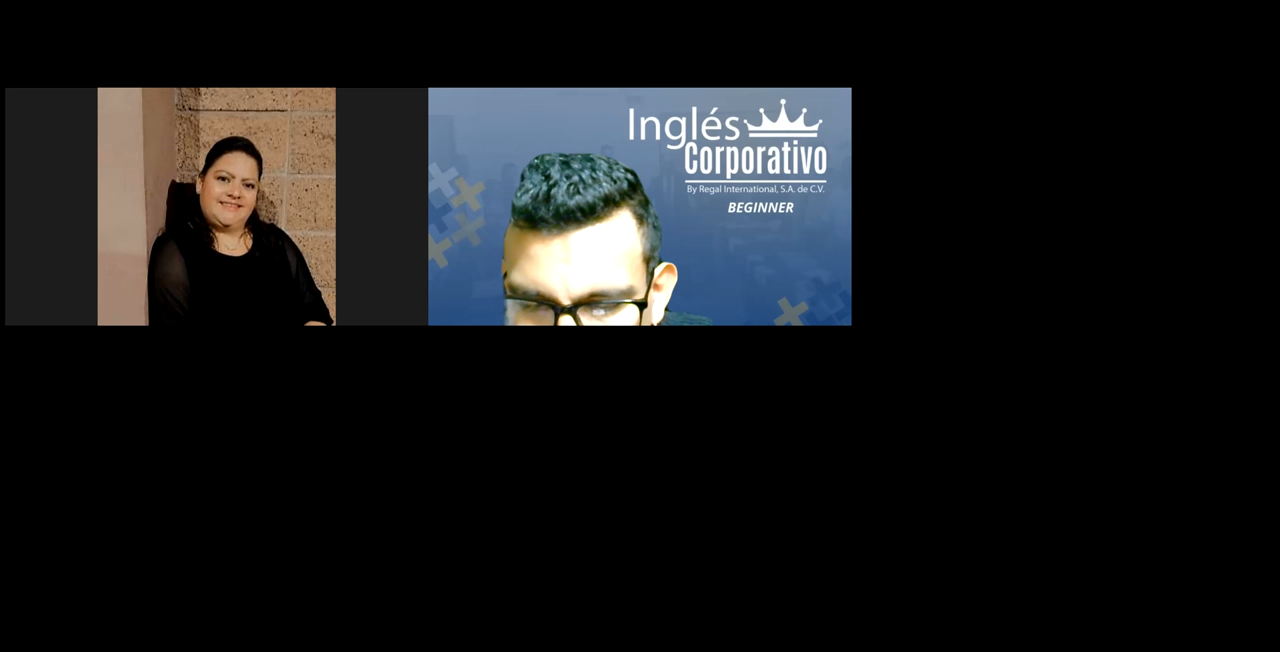 Inglés
Corporativo
By Regal International, S.A. de C.V.
BEGINNER